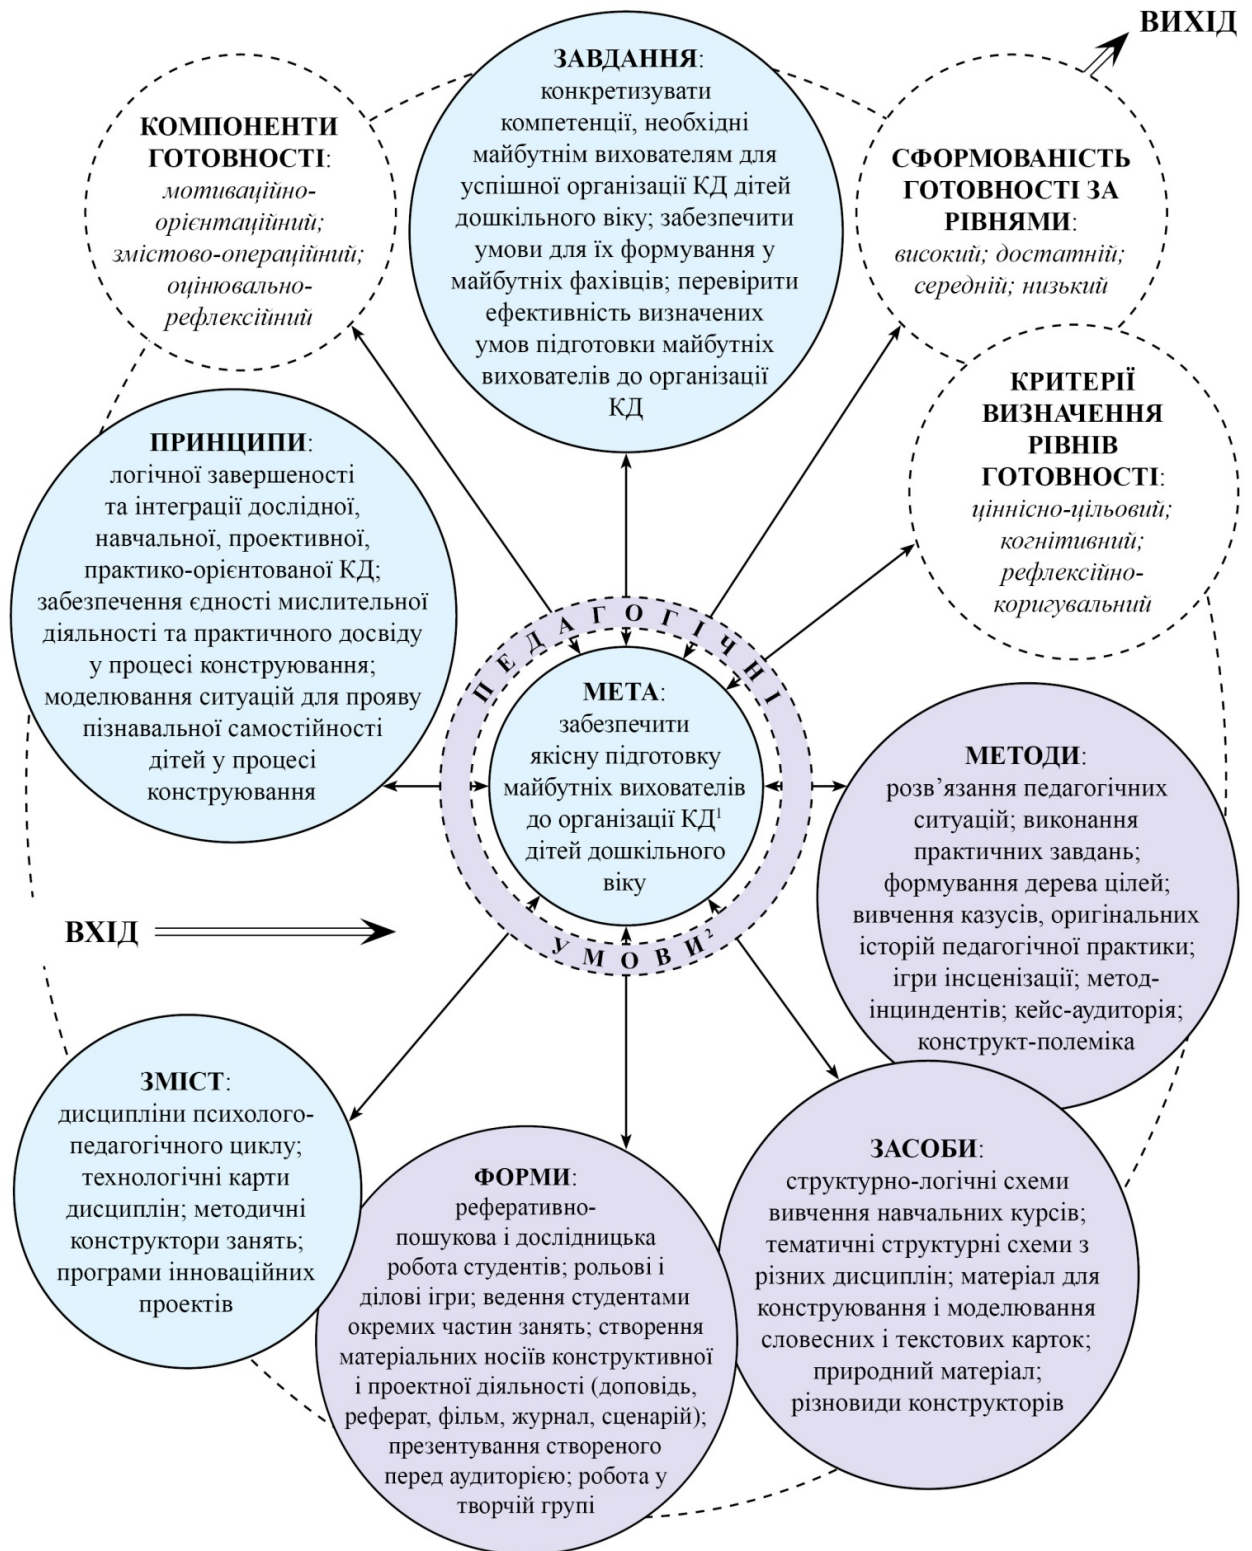 ВИХІД
КОМПОНЕНТИ
ГОТОВНОСТІ:
мотиваційно-
орієнтаційний;
змістово-операційний;
оцінювально-
рефлексійний
ЗАВДАННЯ:
конкретизувати
компетенції, необхідні
майбутнім вихователям для
успішної організації КД дітей
дошкільного віку; забезпечити
умови для їх формування у
майбутніх фахівців; перевірити
ефективність визначених
умов підготовки майбутніх
вихователів до організації
КД
СФОРМОВАНІСТЬ
ГОТОВНОСТІ ЗА
РІВНЯМИ:
високий; достатній;
середній; низький
КРИТЕРІЇ
ВИЗНАЧЕННЯ
РІВНІВ
ГОТОВНОСТІ:
ціннісно-цільовий;
когнітивний;
рефлексійно-
коригувальний
ПРИНЦИПИ:
логічної завершеності
та інтеграції дослідної,
навчальної, проективної,
практико-орієнтованої КД;
забезпечення єдності мислительної
діяльності та практичного досвіду
у процесі конструювання;
моделювання ситуацій для прояву
пізнавальної самостійності
дітей у процесі
конструювання
ПЕДАГОГІЧНІ
МЕТА:
забезпечити
якісну підготовку
майбутніх вихователів
до організації КД¹
дітей дошкільного
віку
УМОВИ²
МЕТОДИ:
розв’язання педагогічних
ситуацій; виконання
практичних завдань;
формування дерева цілей;
вивчення казусів, оригінальних
історій педагогічної практики;
ігри інсценізації; метод-
інциндентів; кейс-аудиторія;
конструкт-полеміка
ВХІД
ЗМІСТ:
дисципліни психолого-
педагогічного циклу;
технологічні карти
дисциплін; методичні
конструктори занять;
програми інноваційних
проектів
ФОРМИ:
реферативно-
пошукова і дослідницька
робота студентів; рольові і
ділові ігри; ведення студентами
окремих частин занять; створення
матеріальних носіїв конструктивної
і проектної діяльності (доповідь,
реферат, фільм, журнал, сценарій);
презентування створеного
перед аудиторією; робота у
творчій групі
ЗАСОБИ:
структурно-логічні схеми
вивчення навчальних курсів;
тематичні структурні схеми з
різних дисциплін; матеріал для
конструювання і моделювання
словесних і текстових карток;
природний матеріал;
різновиди конструкторів